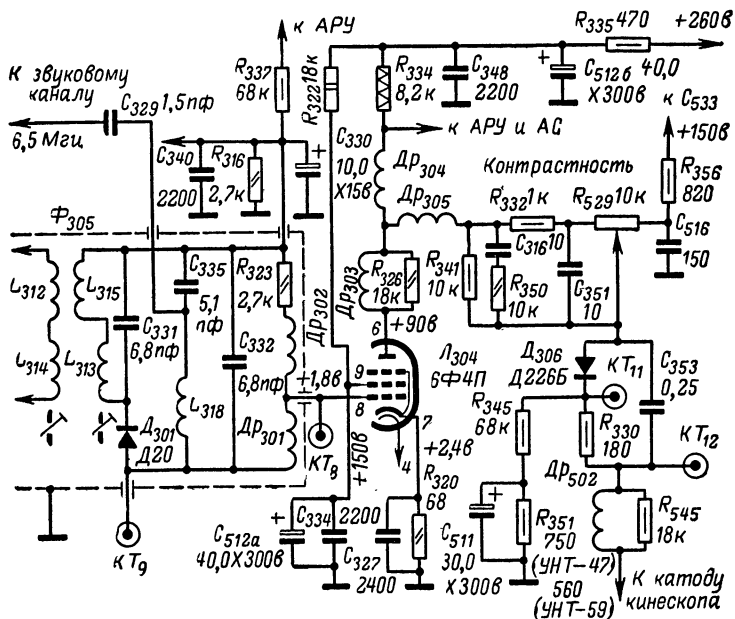 к АРУ
R335 470
+260в
К звуковому
каналу
C329 1,5пф
6,5 Мгц
R337
68к
R322 18к
R334
8,2к
C348
2200
C512б
Х300в
40,0
к C533
+150в
к АРУ и АС
C340
2200
R316
2,7к
C330
10,0
Х15в
Др304
Др305
Контрастность
R332 1к
R529 10к
R356
820
C516
150
Ф305
L312
L315
L314
L313
C331
6,8пф
C335
5,1
пф
L318
R323
2,7к
C332
6,8пф
Др301
Др302
Др303
R326
18к
R341
10к
C316 10
R350
10к
C351
10
6
+90в
9
8
7
4
Л304
6Ф4П
+1,8в
+2,4в
+150в
КТ8
Д301
Д20
КТ9
Д306
Д226Б
КТ11
C353
0,25
R345
68к
R330
180
КТ12
Др502
R545
18к
R320
68
C512а
40,0Х300в
C334
2200
C327
2400
C511
30,0
Х300в
R351
750
(УНТ-47)
560
(УНТ-59)
К катоду
кинескопа